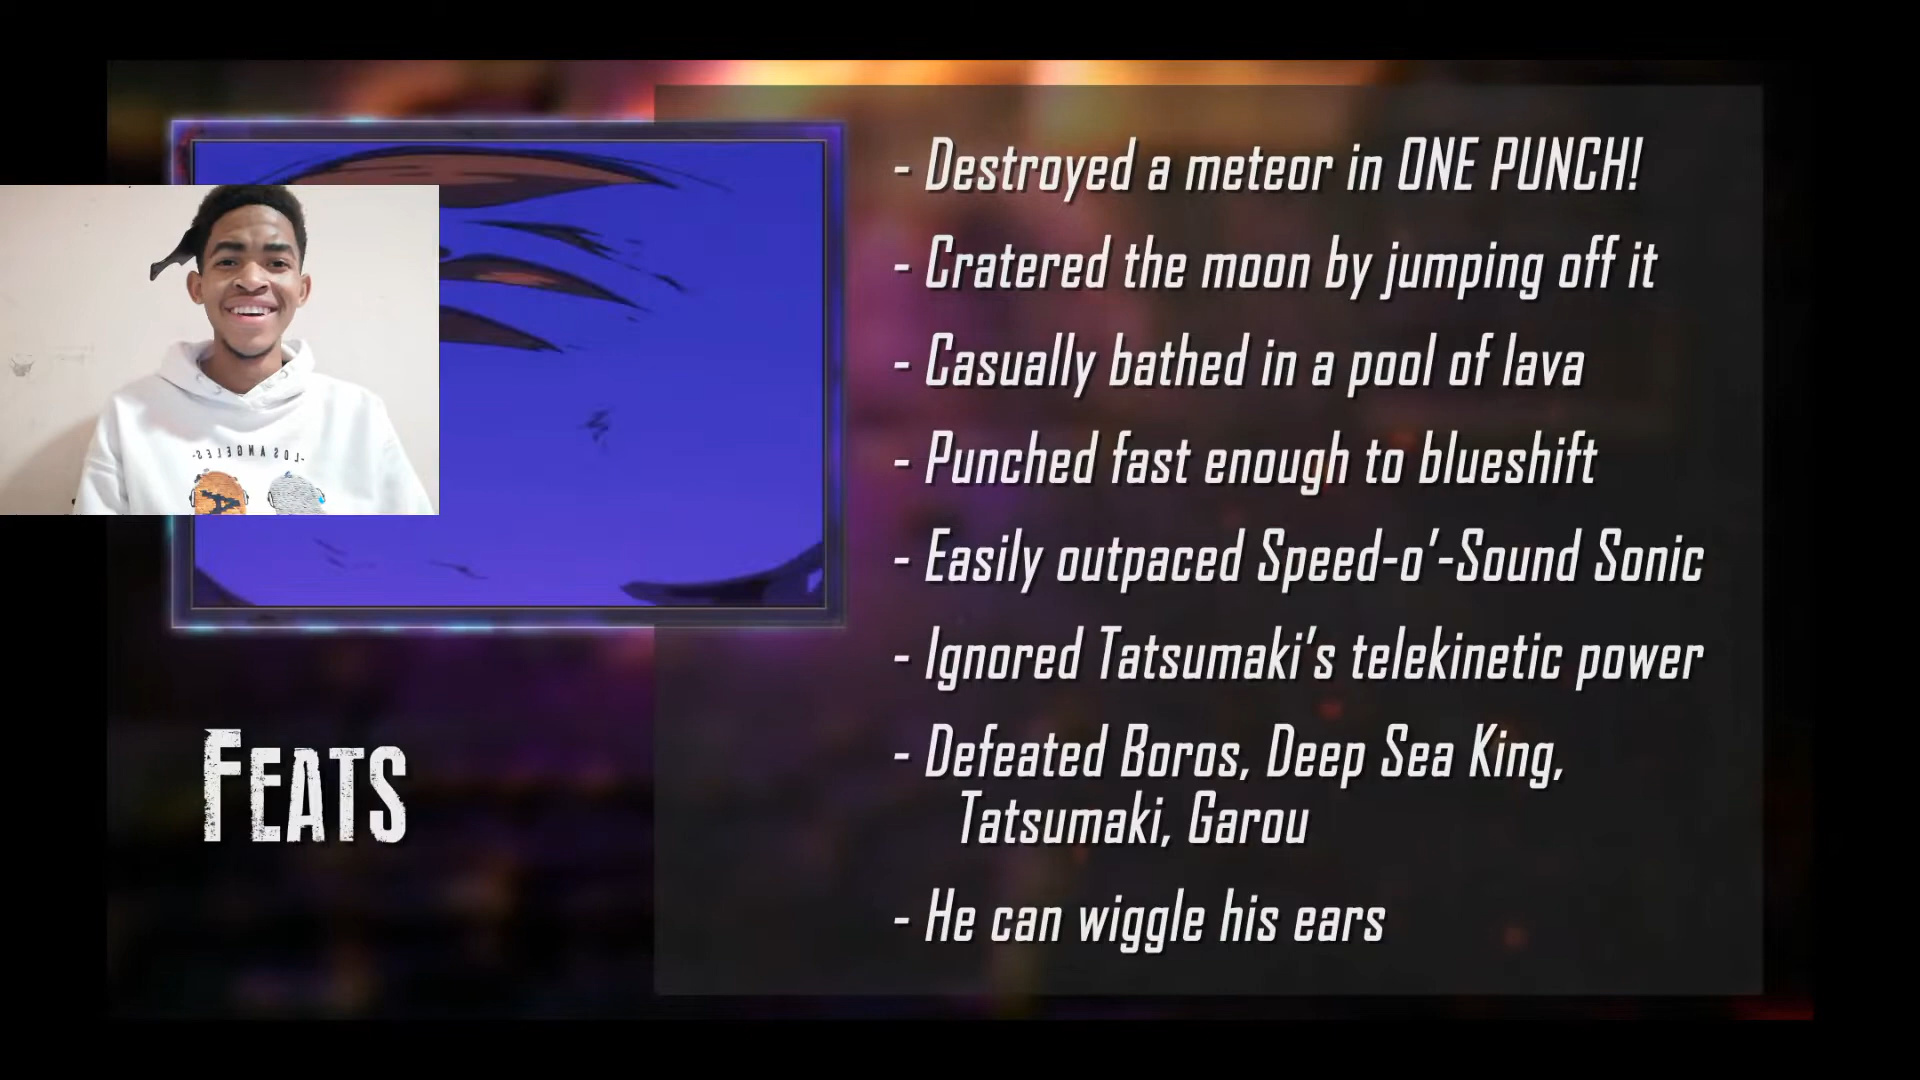 - Destroyed a meteor in ONE PUNCH!
- Cratered the moon by jumping off it
- Casually bathed in a pool of lava
- Punched fast enough to blueshift
- Easily outpaced Speed-o'-Sound Sonic
- Ignored Tatsumaki's telekinetic power
- Defeated Boros, Deep Sea King,
Tatsumaki, Garou
- He can wiggle his ears
FEATS
-LOS ANGELES-